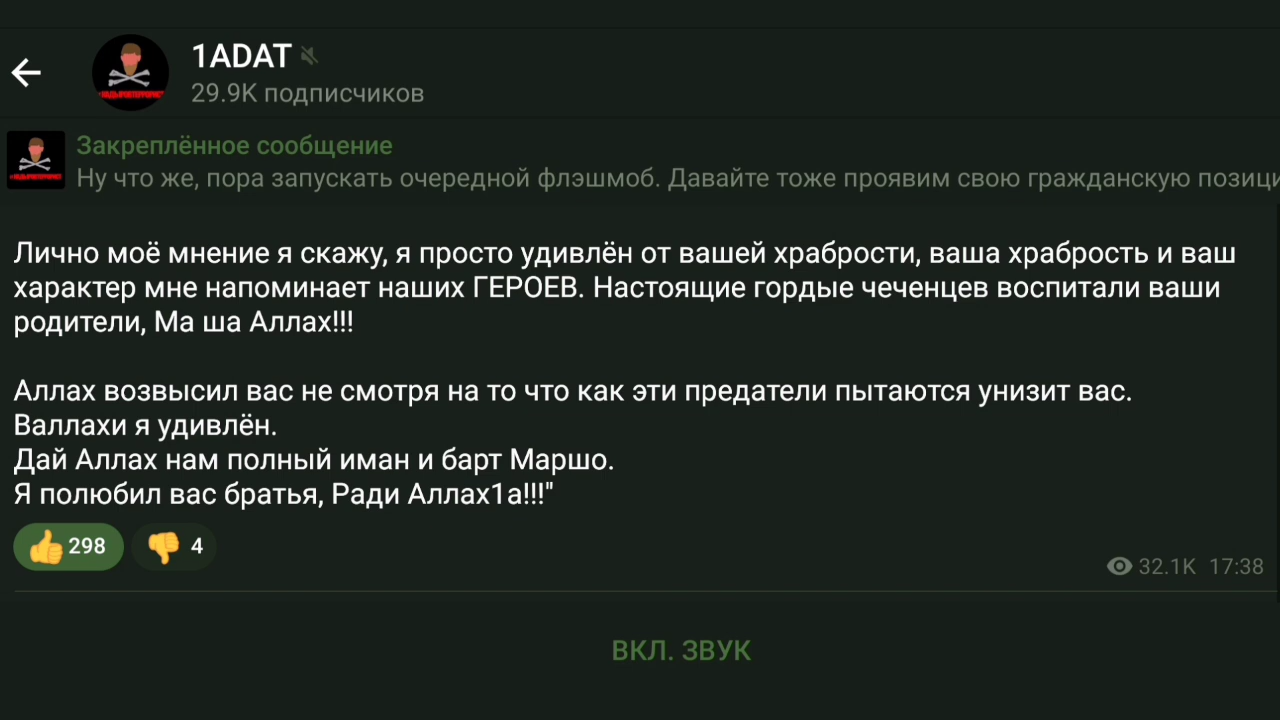 1ADAT
29.9K подписчиков
Закреплённое сообщение
Ну что же, пора запускать очередной флэшмоб. Давайте тоже проявим свою гражданскую позици
Лично моё мнение я скажу, я просто удивлён от вашей храбрости, ваша храбрость и ваш
характер мне напоминает наших ГЕРОЕВ. Настоящие гордые чеченцев воспитали ваши
родители, Ма ша Аллах!!!
Аллах возвысил вас не смотря на то что как эти предатели пытаются унизит вас.
Валлахи я удивлён.
Дай Аллах нам полный иман и барт Маршо.
Я полюбил вас братья, Ради Аллах1а!!!"
298 4
32.1K 17:38
ВКЛ. ЗВУК